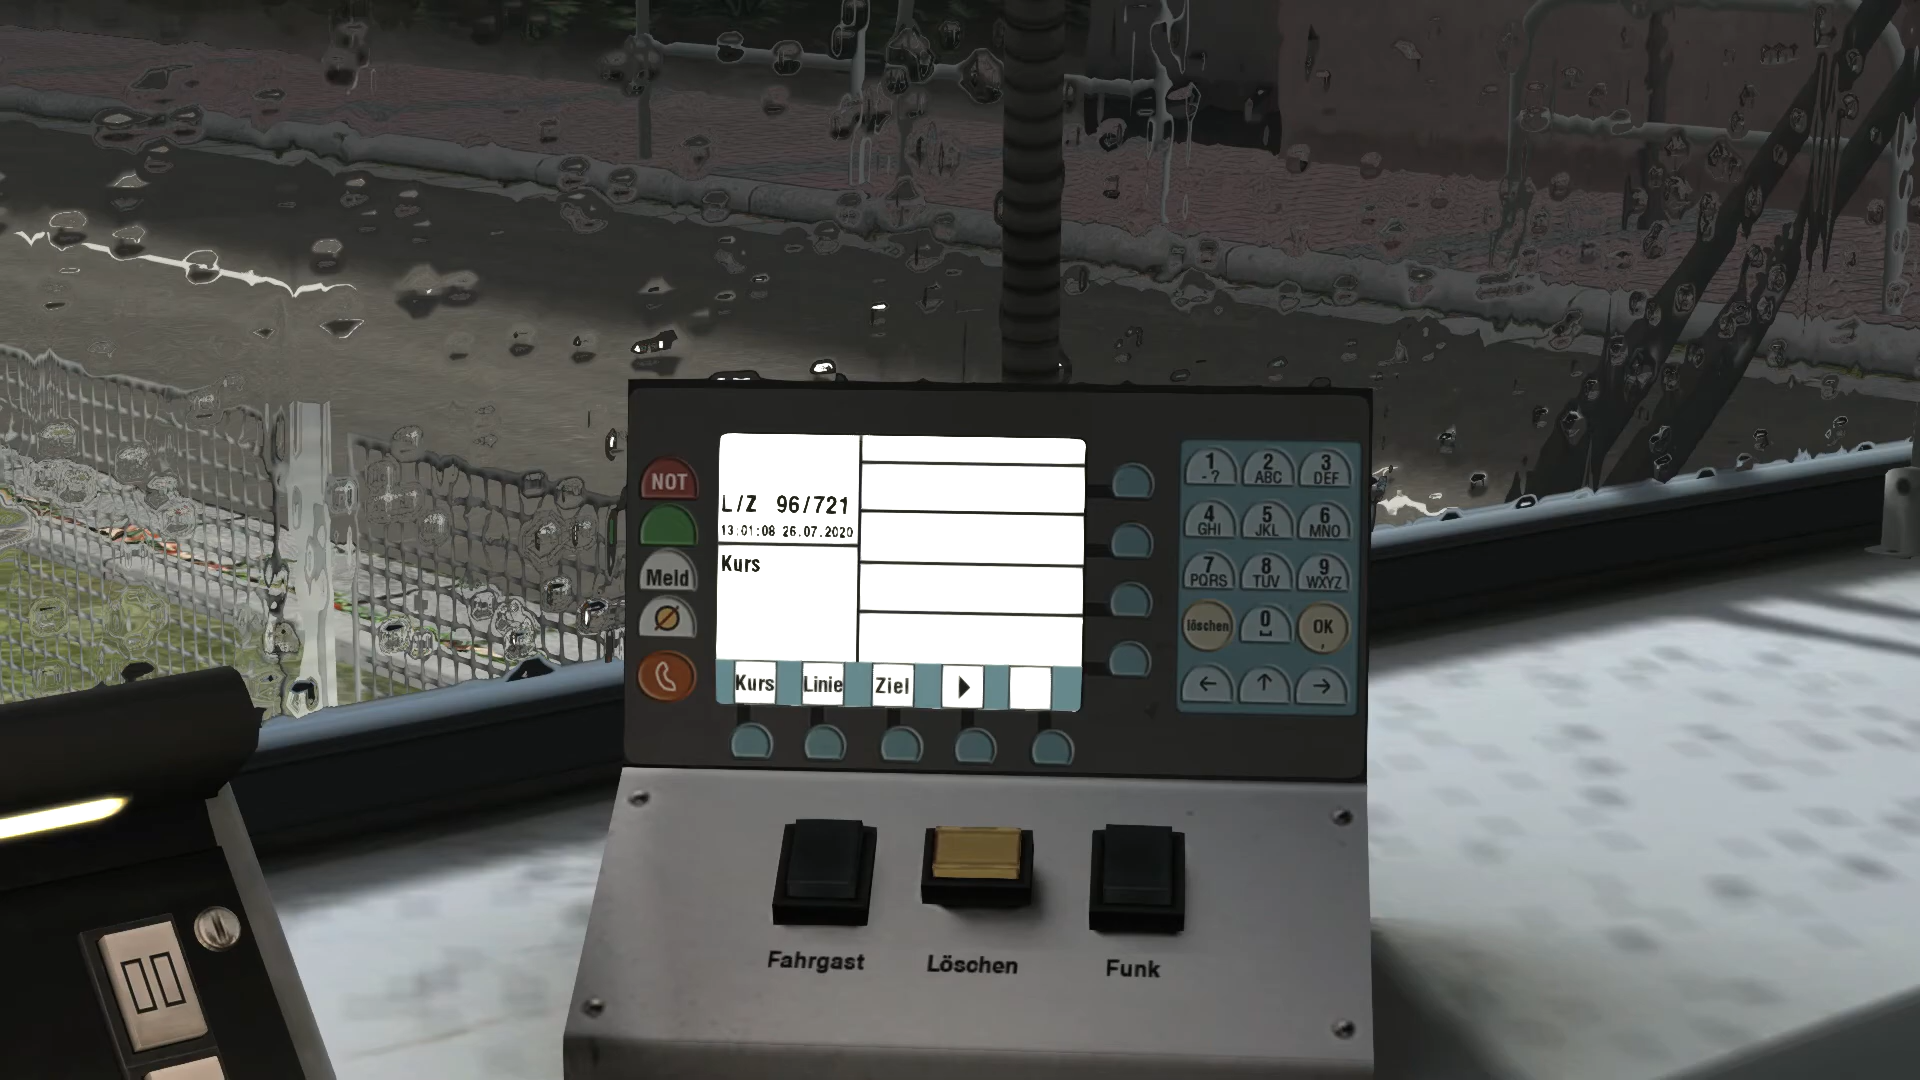 NOT
Meld
L/Z 96/721
13:01:08 26.07.2020
Kurs
Kurs Linie Ziel
1 2 3
- ? ABC DEF
4 5 6
GHI JKL MNO
7 8 9
PQRS TUV WXYZ
löschen 0 OK
,
← ↑ →
Fahrgast Löschen Funk